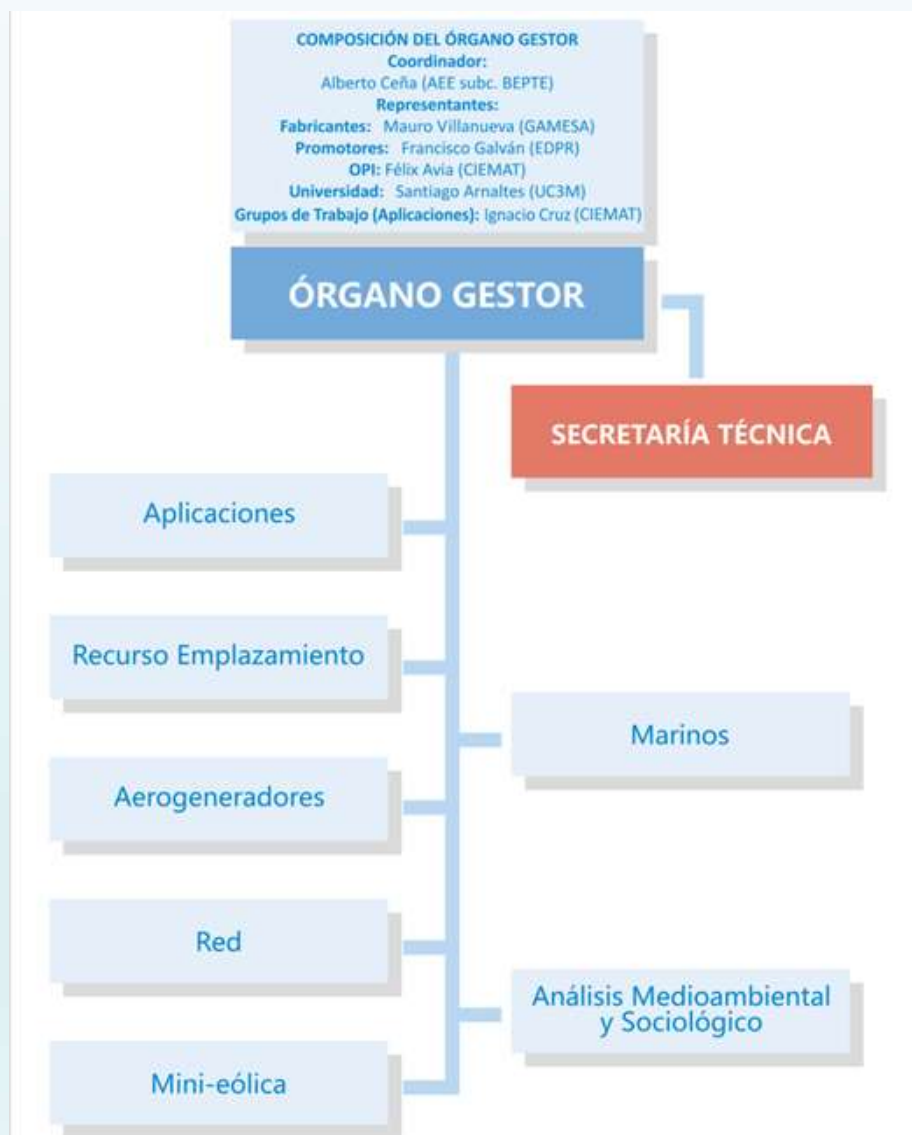 COMPOSICIÓN DEL ÓRGANO GESTOR
Coordinador:
Alberto Ceña (AEE subc. BEPTE)
Representantes:
Fabricantes: Mauro Villanueva (GAMESA)
Promotores: Francisco Galván (EDPR)
OPI: Félix Avia (CIEMAT)
Universidad: Santiago Arnaltes (UC3M)
Grupos de Trabajo (Aplicaciones): Ignacio Cruz (CIEMAT)
ÓRGANO GESTOR
SECRETARÍA TÉCNICA
Aplicaciones
Recurso Emplazamiento
Marinos
Aerogeneradores
Red
Análisis Medioambiental
y Sociológico
Mini-eólica